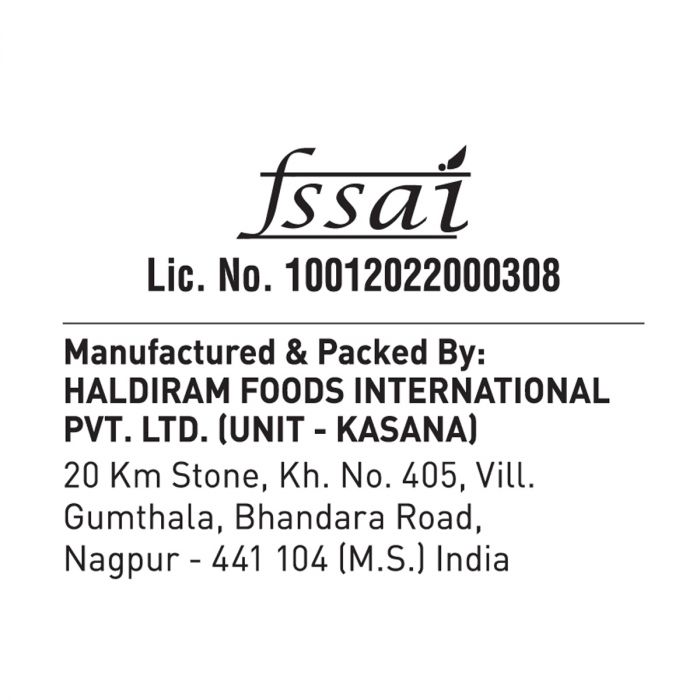 fssai
Lic. No. 10012022000308
Manufactured & Packed By:
HALDIRAM FOODS INTERNATIONAL
PVT. LTD. (UNIT - KASANA)
20 Km Stone, Kh. No. 405, Vill.
Gumthala, Bhandara Road,
Nagpur - 441 104 (M.S.) India